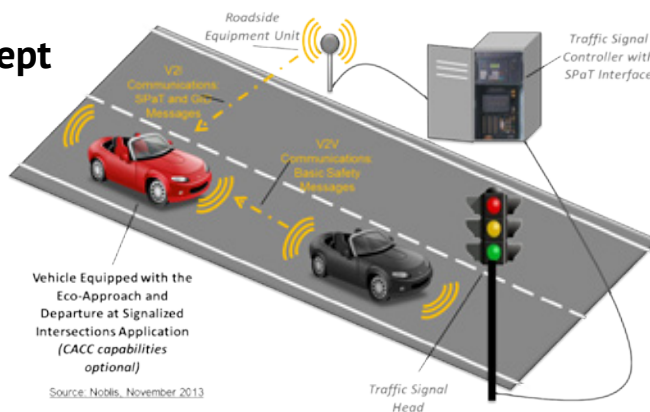 ept
Roadside
Equipment Unit
Traffic Signal
Controller with
SPaT Interface
V2I
Communications:
SPaT and GID
Messages
V2V
Communications:
Basic Safety
Messages
Vehicle Equipped with the
Eco-Approach and
Departure at Signalized
Intersections Application
(CACC capabilities
optional)
Source: Noblis, November 2013
Traffic Signal
Head